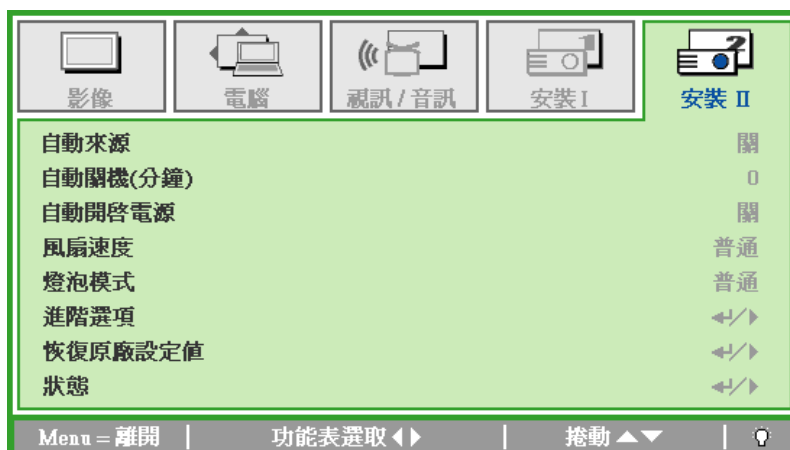 影像 電腦 視訊 / 音訊 安裝 I 安裝 II
自動來源 關
自動關機(分鐘) 0
自動開啓電源 關
風扇速度 普通
燈泡模式 普通
進階選項
恢復原廠設定值
狀態
Menu = 離開 功能表選取 捲動